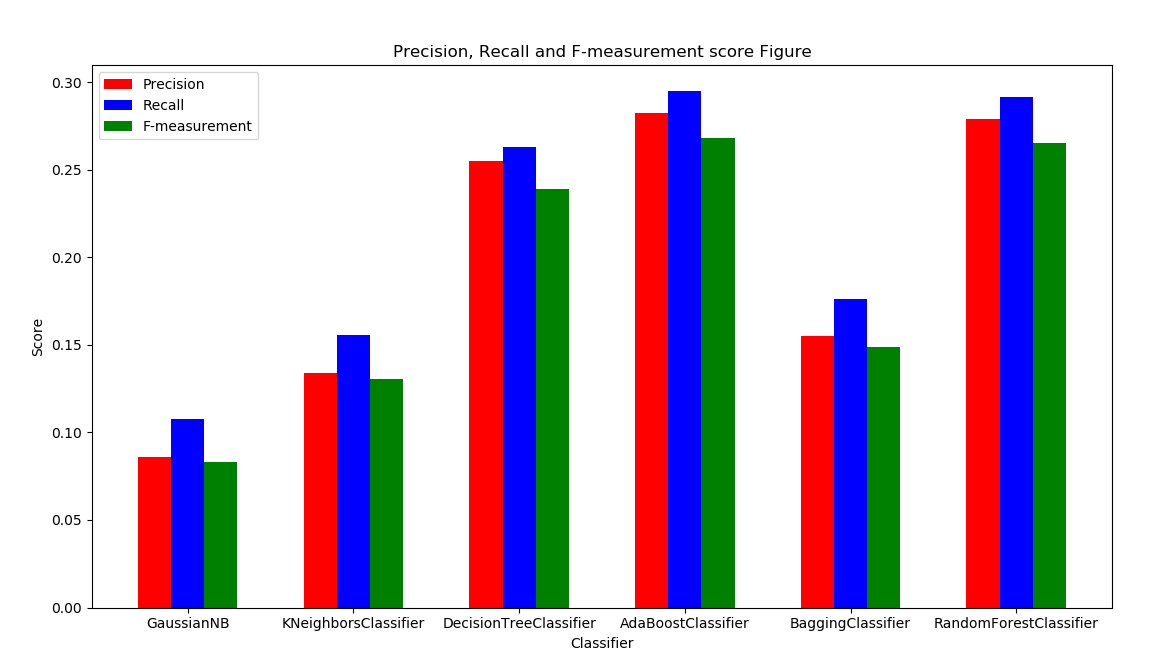 Precision, Recall and F-measurement score Figure
Precision
Recall
F-measurement
Score
0.30
0.25
0.20
0.15
0.10
0.05
0.00
GaussianNB KNeighborsClassifier DecisionTreeClassifier AdaBoostClassifier BaggingClassifier RandomForestClassifier
Classifier